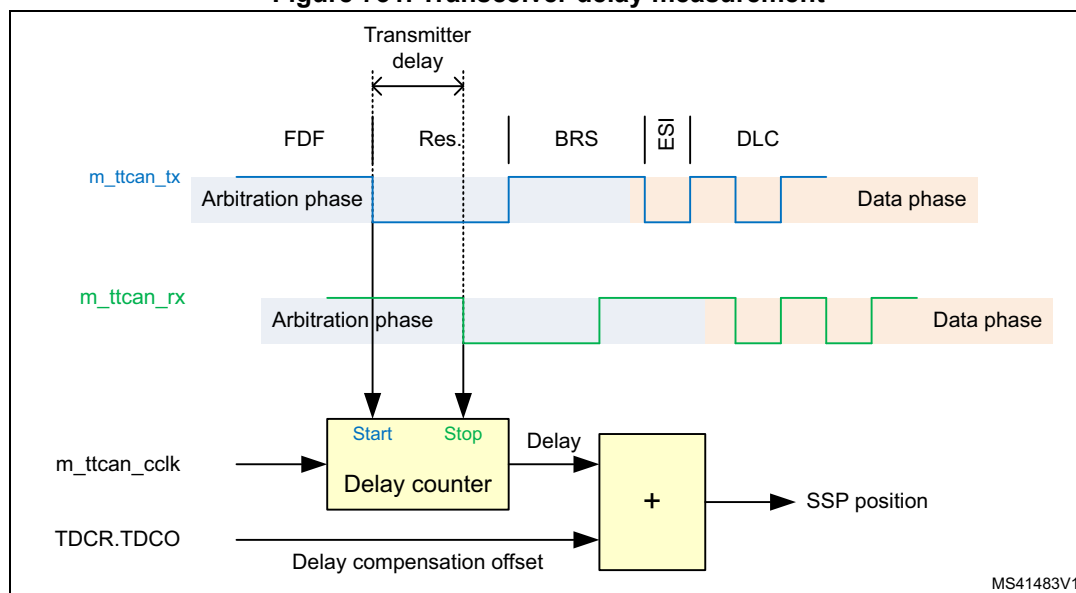 Transmitter
delay
FDF Res. BRS ESI DLC
m_ttcan_tx
Arbitration phase Data phase
m_ttcan_rx
Arbitration phase Data phase
Start Stop
Delay
m_ttcan_cclk
Delay counter
+
SSP position
TDCR.TDCO
Delay compensation offset
MS41483V1